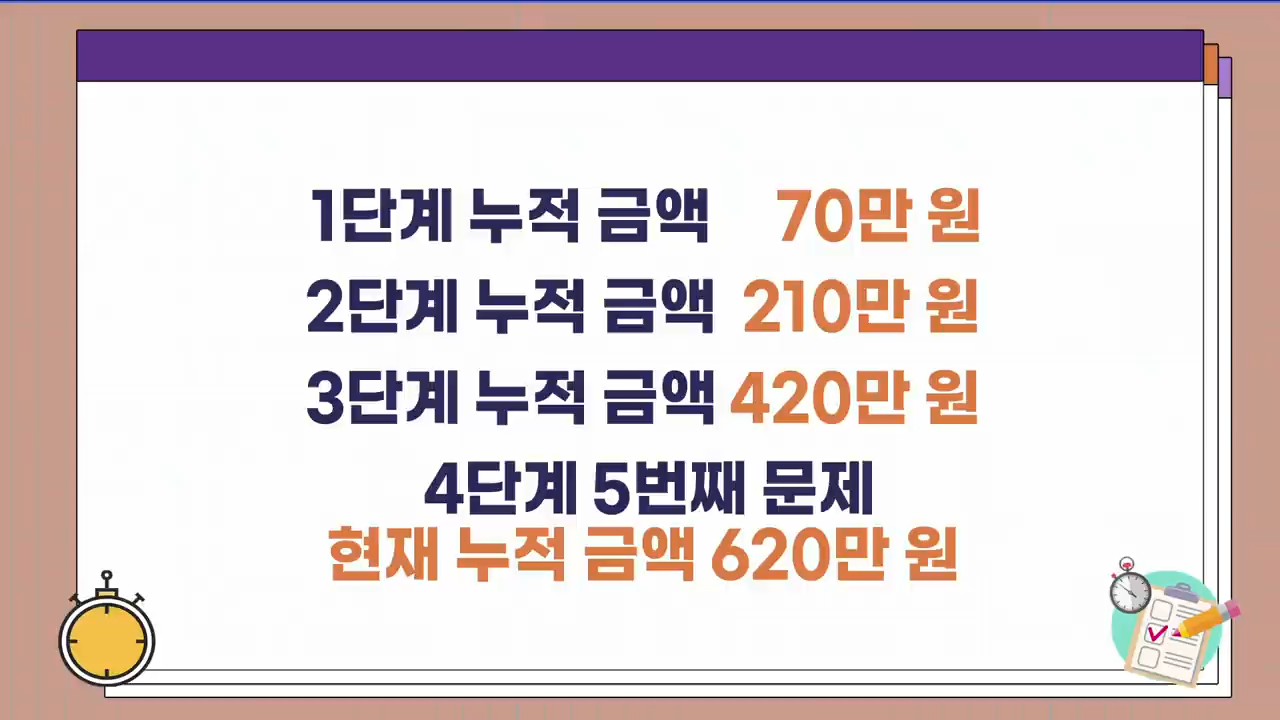 1단계 누적 금액 70만 원
2단계 누적 금액 210만 원
3단계 누적 금액 420만 원
4단계 5번째 문제
현재 누적 금액 620만 원